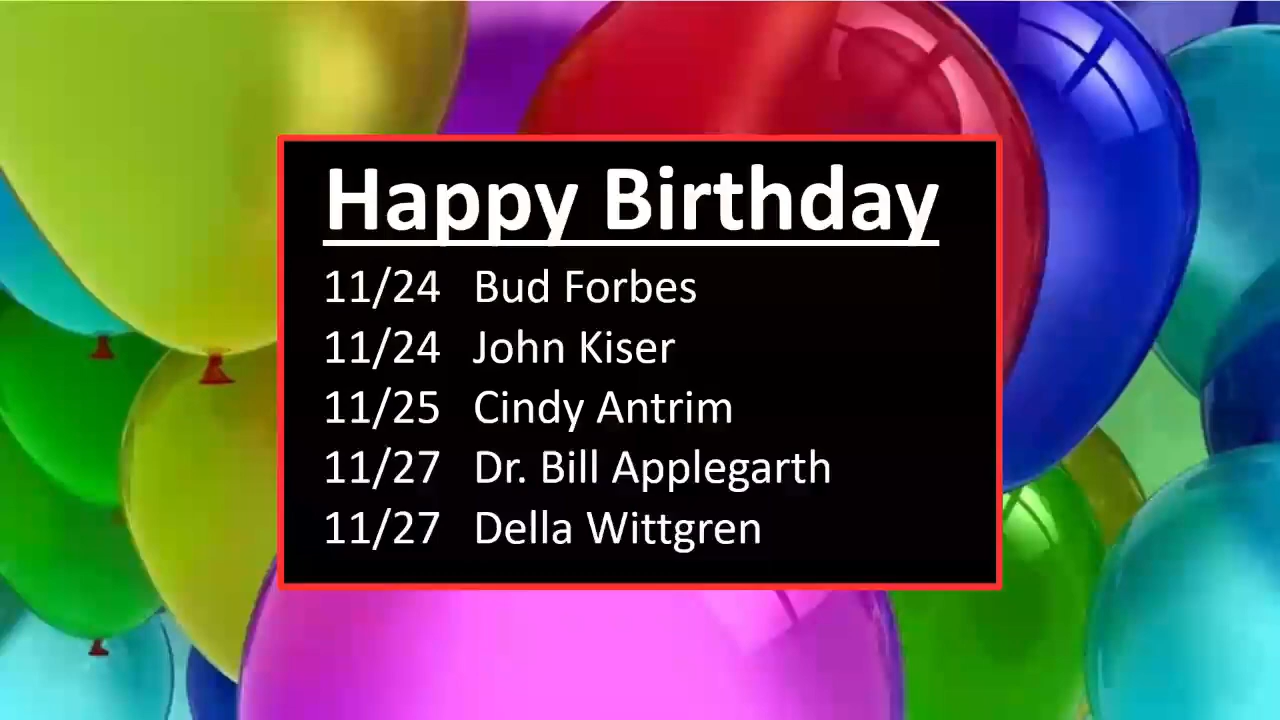 Happy Birthday
11/24 Bud Forbes
11/24 John Kiser
11/25 Cindy Antrim
11/27 Dr. Bill Applegarth
11/27 Della Wittgren